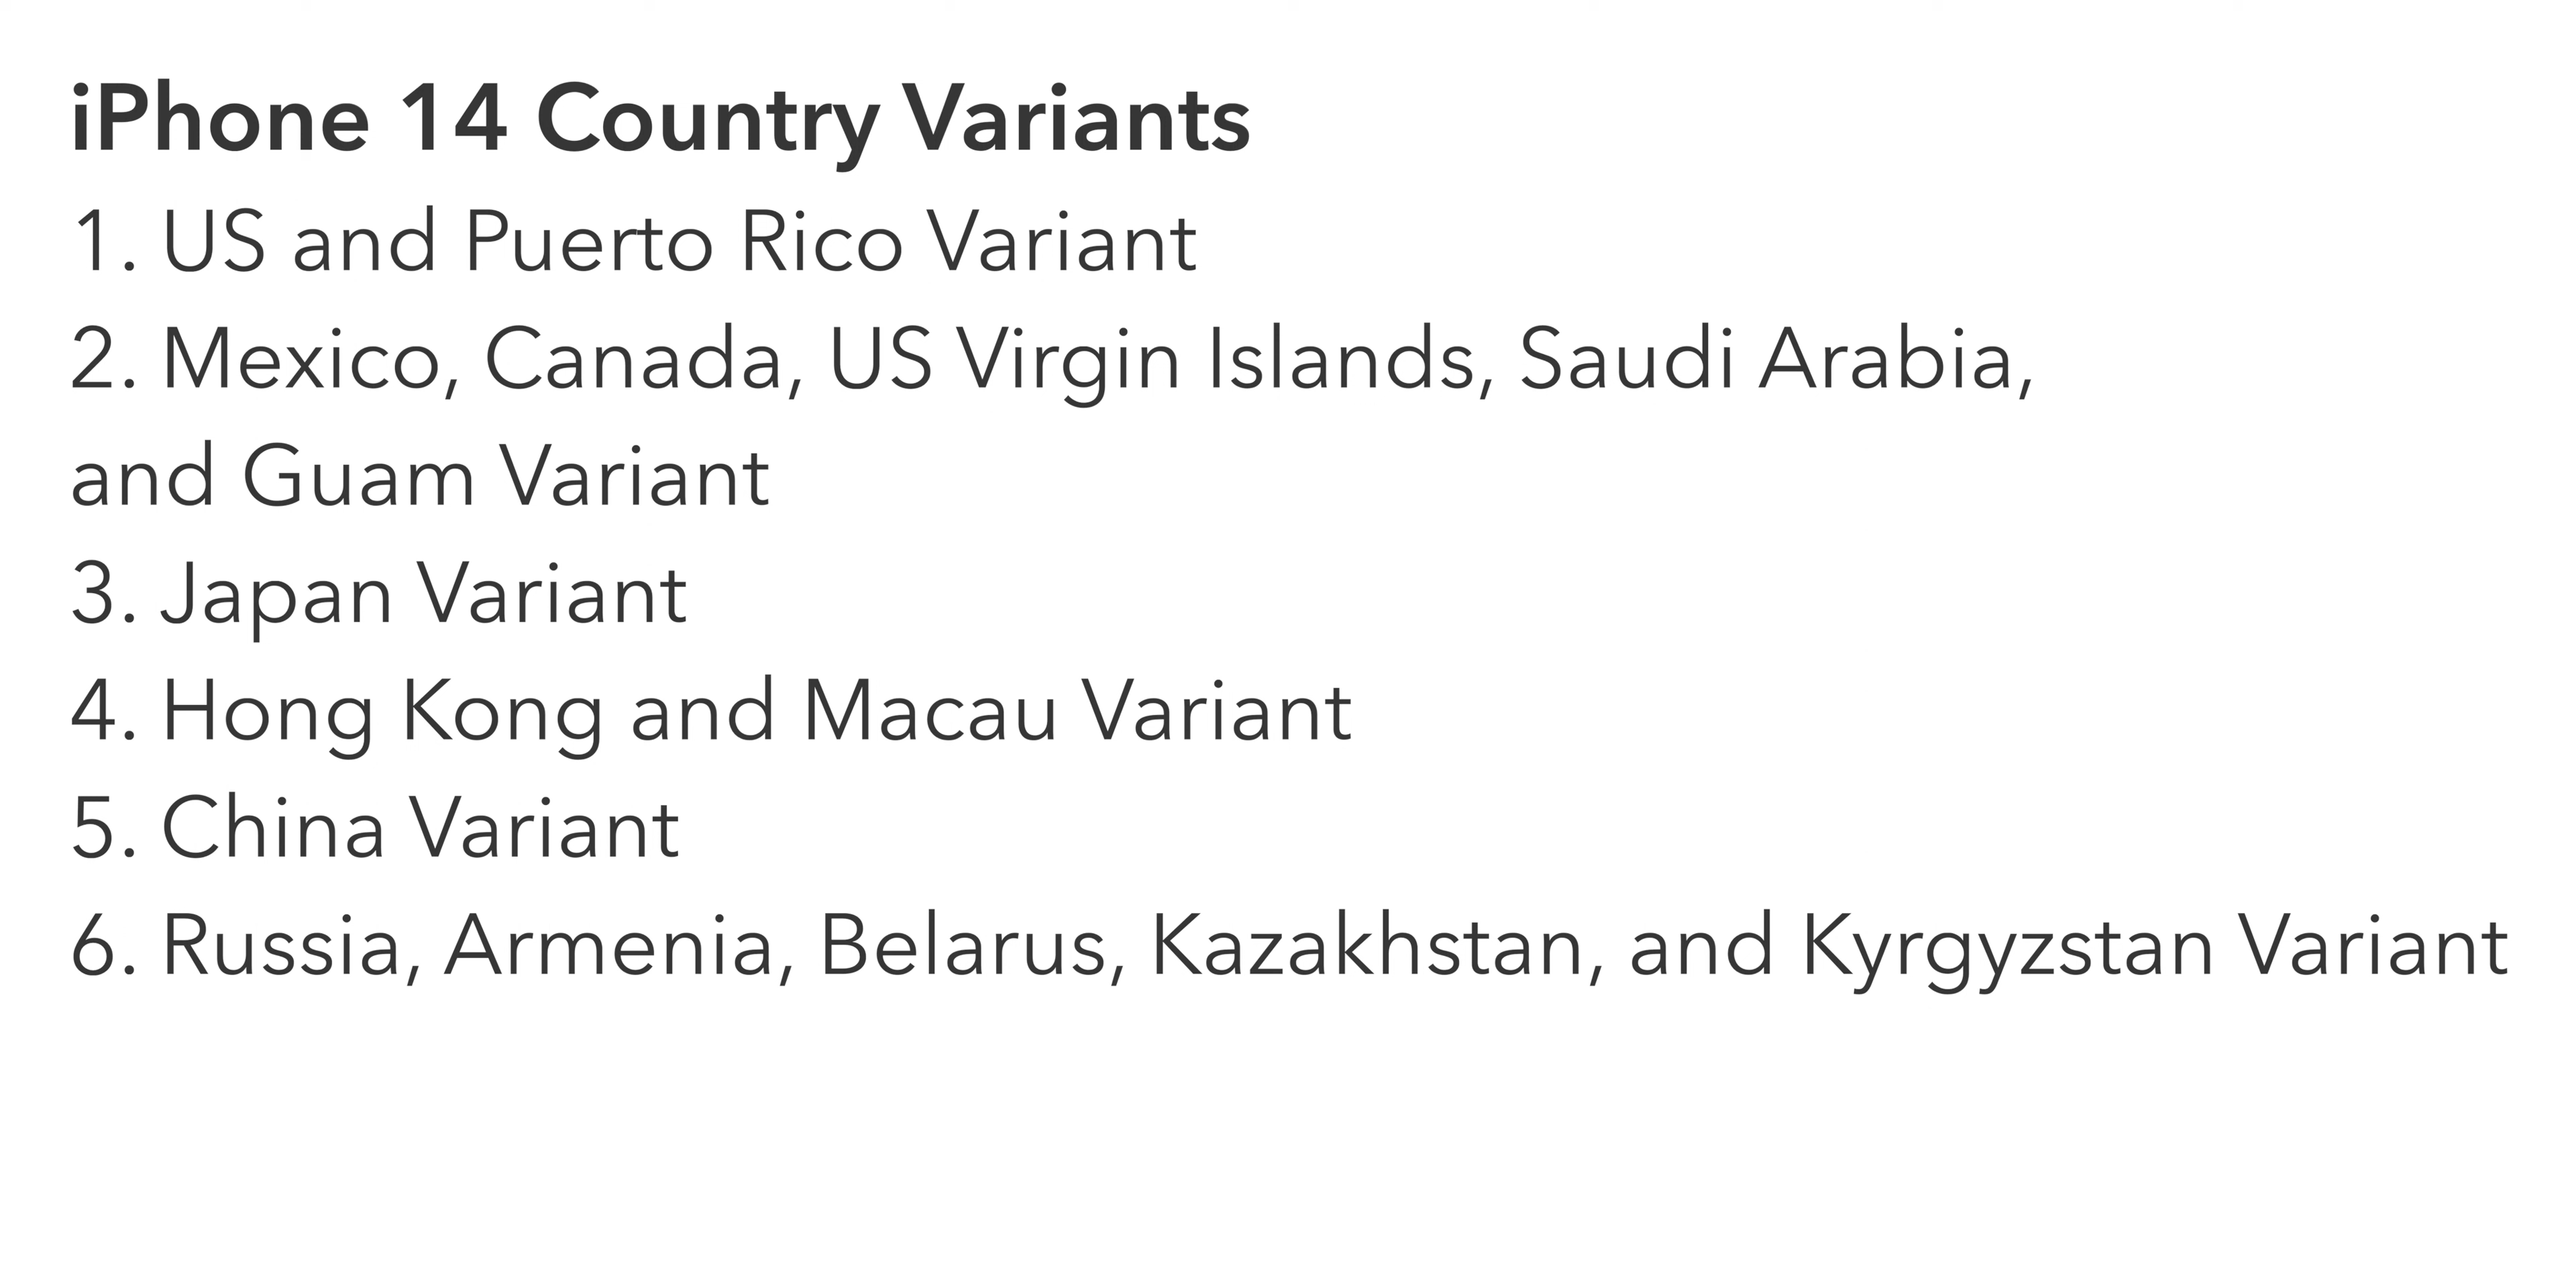 iPhone 14 Country Variants
1. US and Puerto Rico Variant
2. Mexico, Canada, US Virgin Islands, Saudi Arabia,
and Guam Variant
3. Japan Variant
4. Hong Kong and Macau Variant
5. China Variant
6. Russia, Armenia, Belarus, Kazakhstan, and Kyrgyzstan Variant